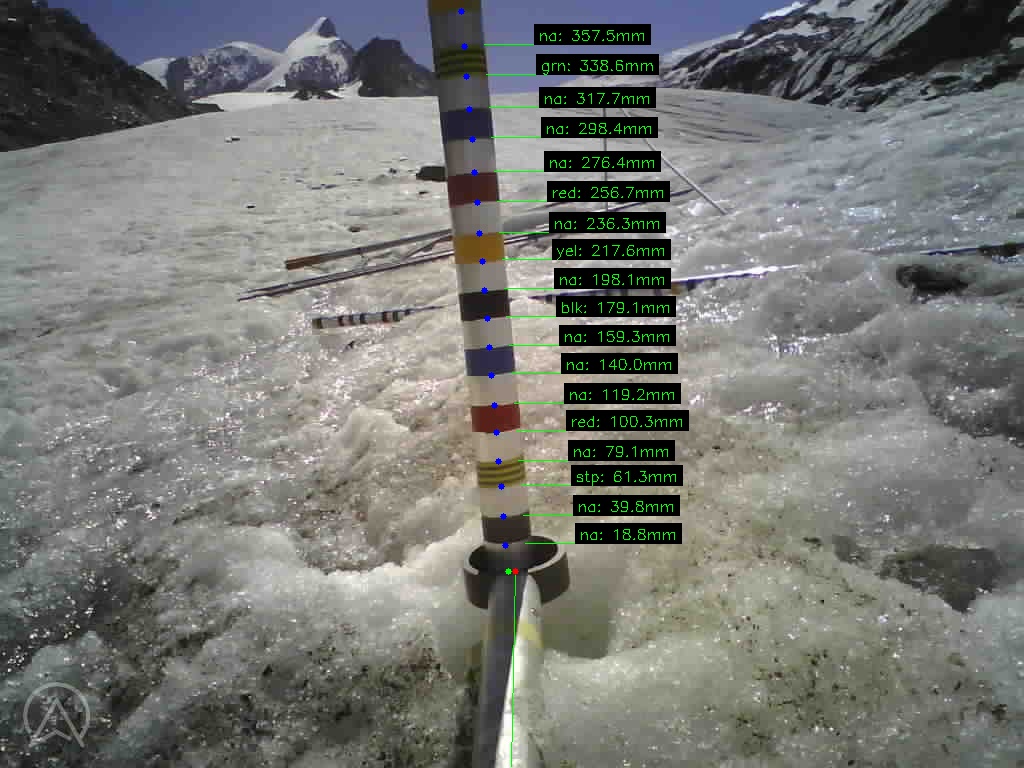 na: 357.5mm
grn: 338.6mm
na: 317.7mm
na: 298.4mm
na: 276.4mm
red: 256.7mm
na: 236.3mm
yel: 217.6mm
na: 198.1mm
blk: 179.1mm
na: 159.3mm
na: 140.0mm
na: 119.2mm
red: 100.3mm
na: 79.1mm
stp: 61.3mm
na: 39.8mm
na: 18.8mm